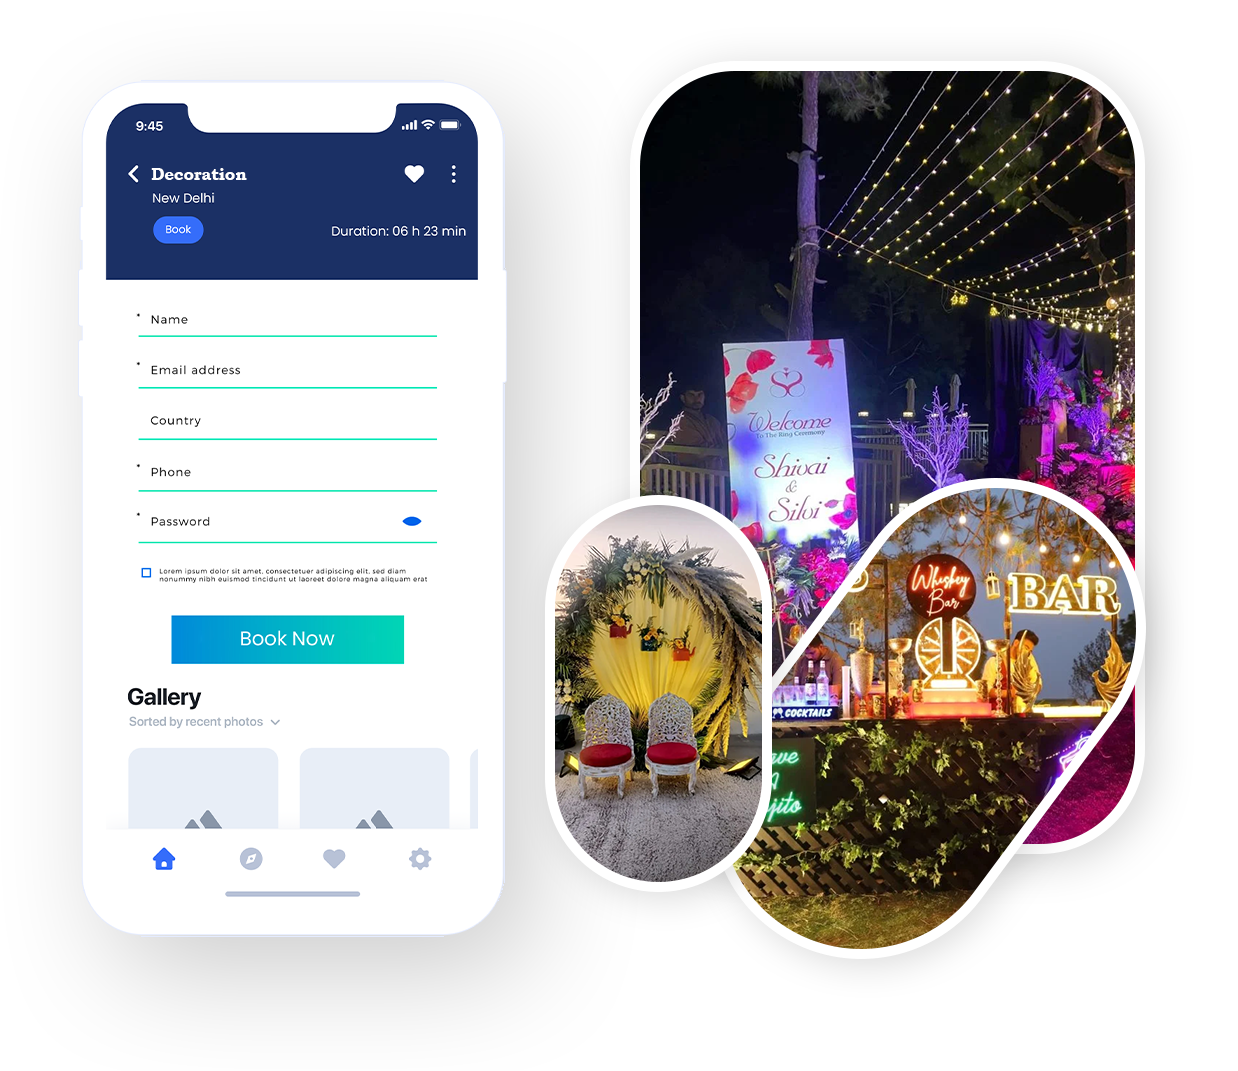 9:45
Decoration
New Delhi
Book
Duration: 06 h 23 min
* Name
* Email address
Country
* Phone
* Password
Lorem ipsum dolor sit amet, consectetuer adipiscing elit, sed diam
nonummy nibh euismod tincidunt ut laoreet dolore magna aliquam erat
Book Now
Gallery
Sorted by recent photos
Welcome
To The Ring Ceremony
Shivai
&
Silvi
Whiskey
Bar
BAR
COCKTAILS